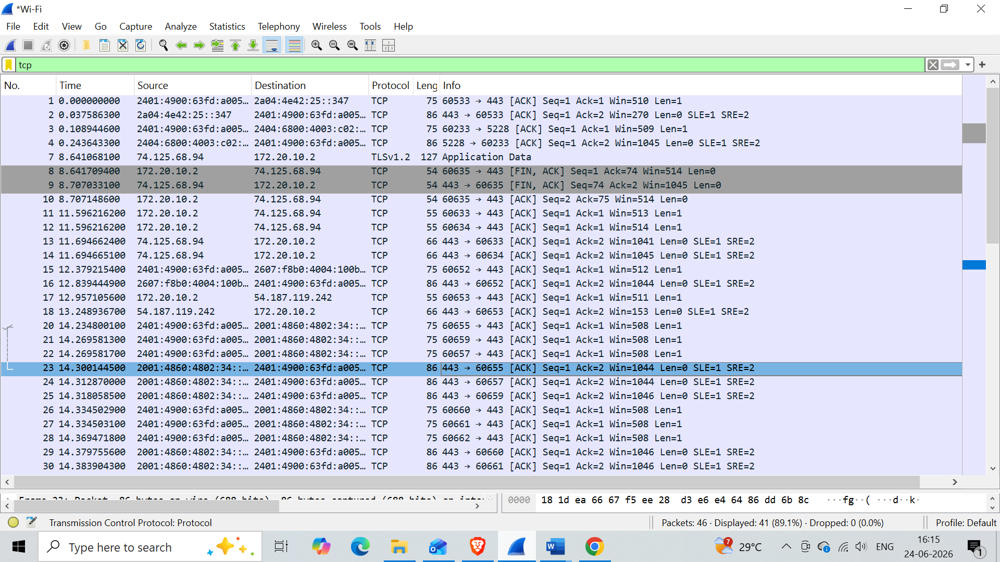 *Wi-Fi
File Edit View Go Capture Analyze Statistics Telephony Wireless Tools Help
tcp
No. Time Source Destination Protocol Leng Info
1 0.000000000 2401:4900:63fd:a005… 2a04:4e42:25::347 TCP 75 60533 → 443 [ACK] Seq=1 Ack=1 Win=510 Len=1
2 0.037586300 2a04:4e42:25::347 2401:4900:63fd:a005… TCP 86 443 → 60533 [ACK] Seq=1 Ack=2 Win=270 Len=0 SLE=1 SRE=2
3 0.108944600 2401:4900:63fd:a005… 2404:6800:4003:c02:… TCP 75 60233 → 5228 [ACK] Seq=1 Ack=1 Win=509 Len=1
4 0.243643300 2404:6800:4003:c02:… 2401:4900:63fd:a005… TCP 86 5228 → 60233 [ACK] Seq=1 Ack=2 Win=1045 Len=0 SLE=1 SRE=2
7 8.641068100 74.125.68.94 172.20.10.2 TLSv1.2 127 Application Data
8 8.641709400 172.20.10.2 74.125.68.94 TCP 54 60635 → 443 [FIN, ACK] Seq=1 Ack=74 Win=514 Len=0
9 8.707033100 74.125.68.94 172.20.10.2 TCP 54 443 → 60635 [FIN, ACK] Seq=74 Ack=2 Win=1045 Len=0
10 8.707148600 172.20.10.2 74.125.68.94 TCP 54 60635 → 443 [ACK] Seq=2 Ack=75 Win=514 Len=0
11 11.596216200 172.20.10.2 74.125.68.94 TCP 55 60633 → 443 [ACK] Seq=1 Ack=1 Win=513 Len=1
12 11.596216200 172.20.10.2 74.125.68.94 TCP 55 60634 → 443 [ACK] Seq=1 Ack=1 Win=514 Len=1
13 11.694662400 74.125.68.94 172.20.10.2 TCP 66 443 → 60633 [ACK] Seq=1 Ack=2 Win=1041 Len=0 SLE=1 SRE=2
14 11.694665100 74.125.68.94 172.20.10.2 TCP 66 443 → 60634 [ACK] Seq=1 Ack=2 Win=1045 Len=0 SLE=1 SRE=2
15 12.379215400 2401:4900:63fd:a005… 2607:f8b0:4004:100b… TCP 75 60652 → 443 [ACK] Seq=1 Ack=1 Win=512 Len=1
16 12.839444900 2607:f8b0:4004:100b… 2401:4900:63fd:a005… TCP 86 443 → 60652 [ACK] Seq=1 Ack=2 Win=1044 Len=0 SLE=1 SRE=2
17 12.957105600 172.20.10.2 54.187.119.242 TCP 55 60653 → 443 [ACK] Seq=1 Ack=1 Win=511 Len=1
18 13.248936700 54.187.119.242 172.20.10.2 TCP 66 443 → 60653 [ACK] Seq=1 Ack=2 Win=153 Len=0 SLE=1 SRE=2
20 14.234800100 2401:4900:63fd:a005… 2001:4860:4802:34::… TCP 75 60655 → 443 [ACK] Seq=1 Ack=1 Win=508 Len=1
21 14.269581300 2401:4900:63fd:a005… 2001:4860:4802:34::… TCP 75 60659 → 443 [ACK] Seq=1 Ack=1 Win=508 Len=1
22 14.269581700 2401:4900:63fd:a005… 2001:4860:4802:34::… TCP 75 60657 → 443 [ACK] Seq=1 Ack=1 Win=508 Len=1
23 14.300144500 2001:4860:4802:34::… 2401:4900:63fd:a005… TCP 86 443 → 60655 [ACK] Seq=1 Ack=2 Win=1044 Len=0 SLE=1 SRE=2
24 14.312870000 2001:4860:4802:34::… 2401:4900:63fd:a005… TCP 86 443 → 60657 [ACK] Seq=1 Ack=2 Win=1044 Len=0 SLE=1 SRE=2
25 14.318058500 2001:4860:4802:34::… 2401:4900:63fd:a005… TCP 86 443 → 60659 [ACK] Seq=1 Ack=2 Win=1046 Len=0 SLE=1 SRE=2
26 14.334502900 2401:4900:63fd:a005… 2001:4860:4802:34::… TCP 75 60660 → 443 [ACK] Seq=1 Ack=1 Win=508 Len=1
27 14.334503100 2401:4900:63fd:a005… 2001:4860:4802:34::… TCP 75 60661 → 443 [ACK] Seq=1 Ack=1 Win=508 Len=1
28 14.369471800 2401:4900:63fd:a005… 2001:4860:4802:34::… TCP 75 60662 → 443 [ACK] Seq=1 Ack=1 Win=508 Len=1
29 14.379755600 2001:4860:4802:34::… 2401:4900:63fd:a005… TCP 86 443 → 60660 [ACK] Seq=1 Ack=2 Win=1046 Len=0 SLE=1 SRE=2
30 14.383904300 2001:4860:4802:34::… 2401:4900:63fd:a005… TCP 86 443 → 60661 [ACK] Seq=1 Ack=2 Win=1046 Len=0 SLE=1 SRE=2
Frame 23: Packet, 86 bytes on wire (688 bits), 86 bytes captured (688 bits) on
0000 18 1d ea 66 67 f5 ee 28 d3 e6 e4 64 86 dd 6b 8c ···fg··( ···d··k·
Transmission Control Protocol: Protocol
Packets: 46 · Displayed: 41 (89.1%) · Dropped: 0 (0.0%)
Profile: Default
Type here to search
7
29°C
ENG
16:15
24-06-2026
1